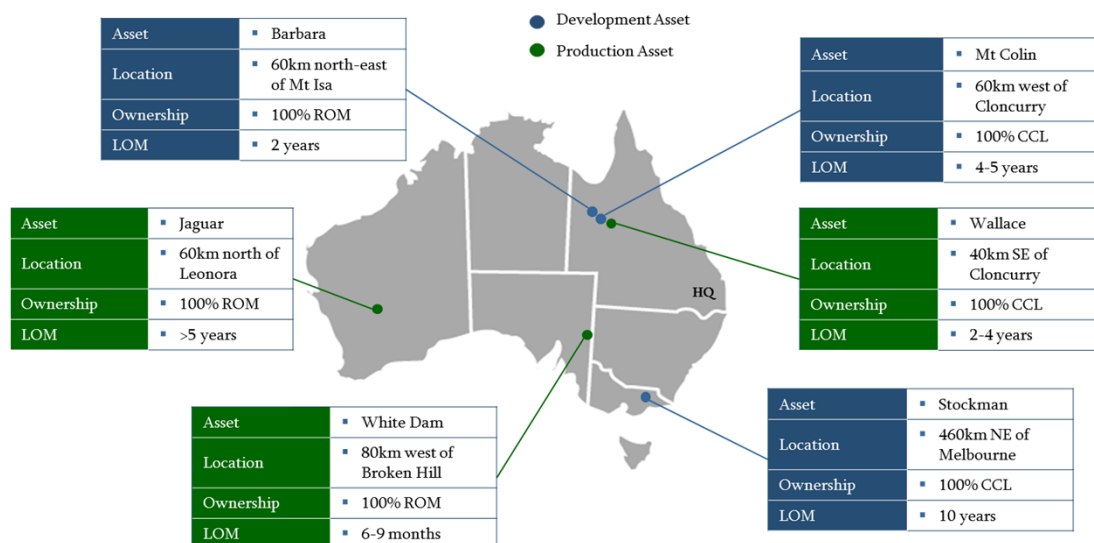 Development Asset
Production Asset
Asset ▪ Barbara
Location ▪ 60km north-east
of Mt Isa
Ownership ▪ 100% ROM
LOM ▪ 2 years
Asset ▪ Mt Colin
Location ▪ 60km west of
Cloncurry
Ownership ▪ 100% CCL
LOM ▪ 4-5 years
Asset ▪ Jaguar
Location ▪ 60km north of
Leonora
Ownership ▪ 100% ROM
LOM ▪ >5 years
Asset ▪ Wallace
Location ▪ 40km SE of
Cloncurry
Ownership ▪ 100% CCL
LOM ▪ 2-4 years
HQ
Asset ▪ White Dam
Location ▪ 80km west of
Broken Hill
Ownership ▪ 100% ROM
LOM ▪ 6-9 months
Asset ▪ Stockman
Location ▪ 460km NE of
Melbourne
Ownership ▪ 100% CCL
LOM ▪ 10 years